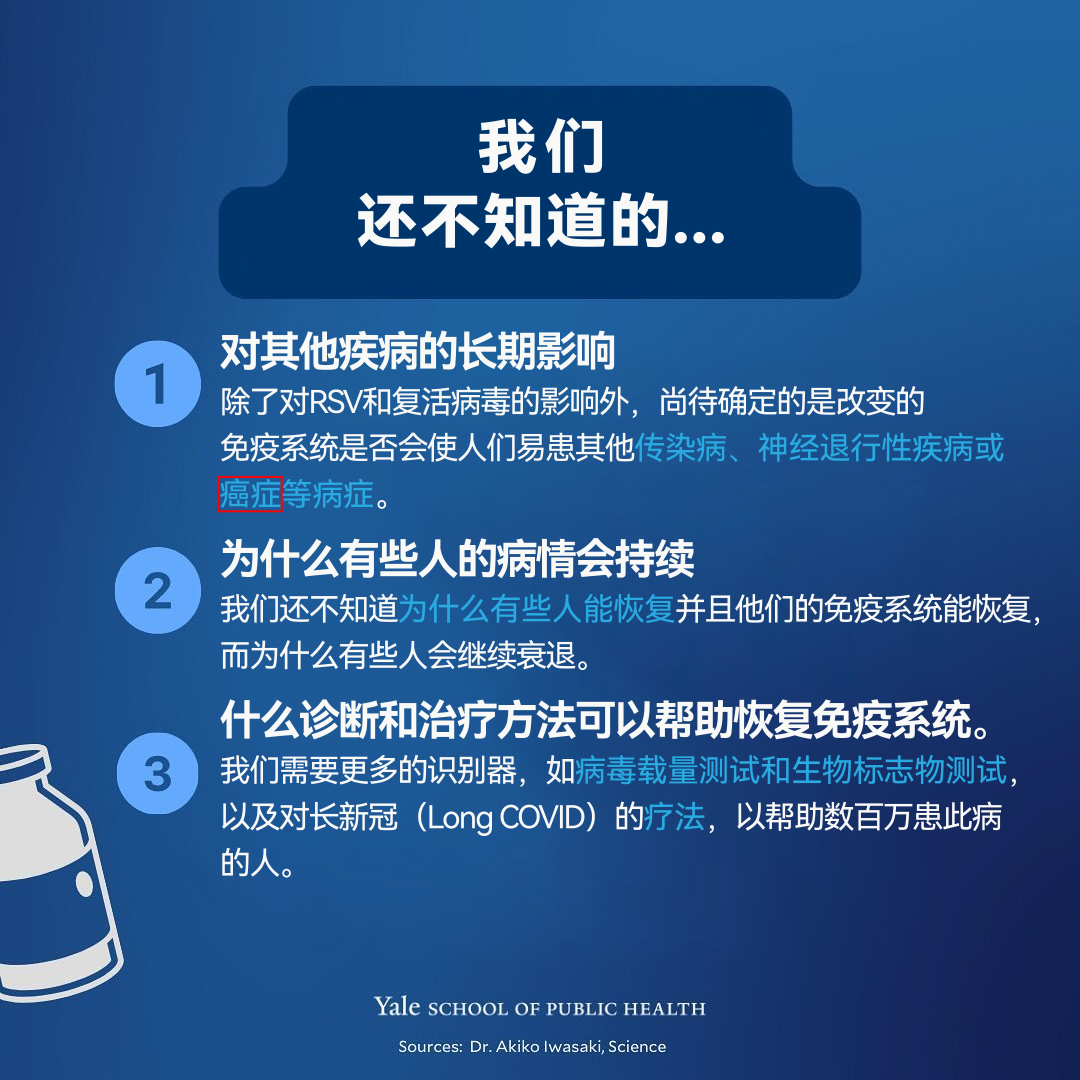 我们
还不知道的...
1
对其他疾病的长期影响
除了对RSV和复活病毒的影响外，尚待确定的是改变的
免疫系统是否会使人们易患其他传染病、神经退行性疾病或
癌症等病症。
2
为什么有些人的病情会持续
我们还不知道为什么有些人能恢复并且他们的免疫系统能恢复，
而为什么有些人会继续衰退。
什么诊断和治疗方法可以帮助恢复免疫系统。
3
我们需要更多的识别器，如病毒载量测试和生物标志物测试，
以及对长新冠（Long COVID）的疗法，以帮助数百万患此病
的人。
Yale SCHOOL OF PUBLIC HEALTH
Sources: Dr. Akiko Iwasaki, Science